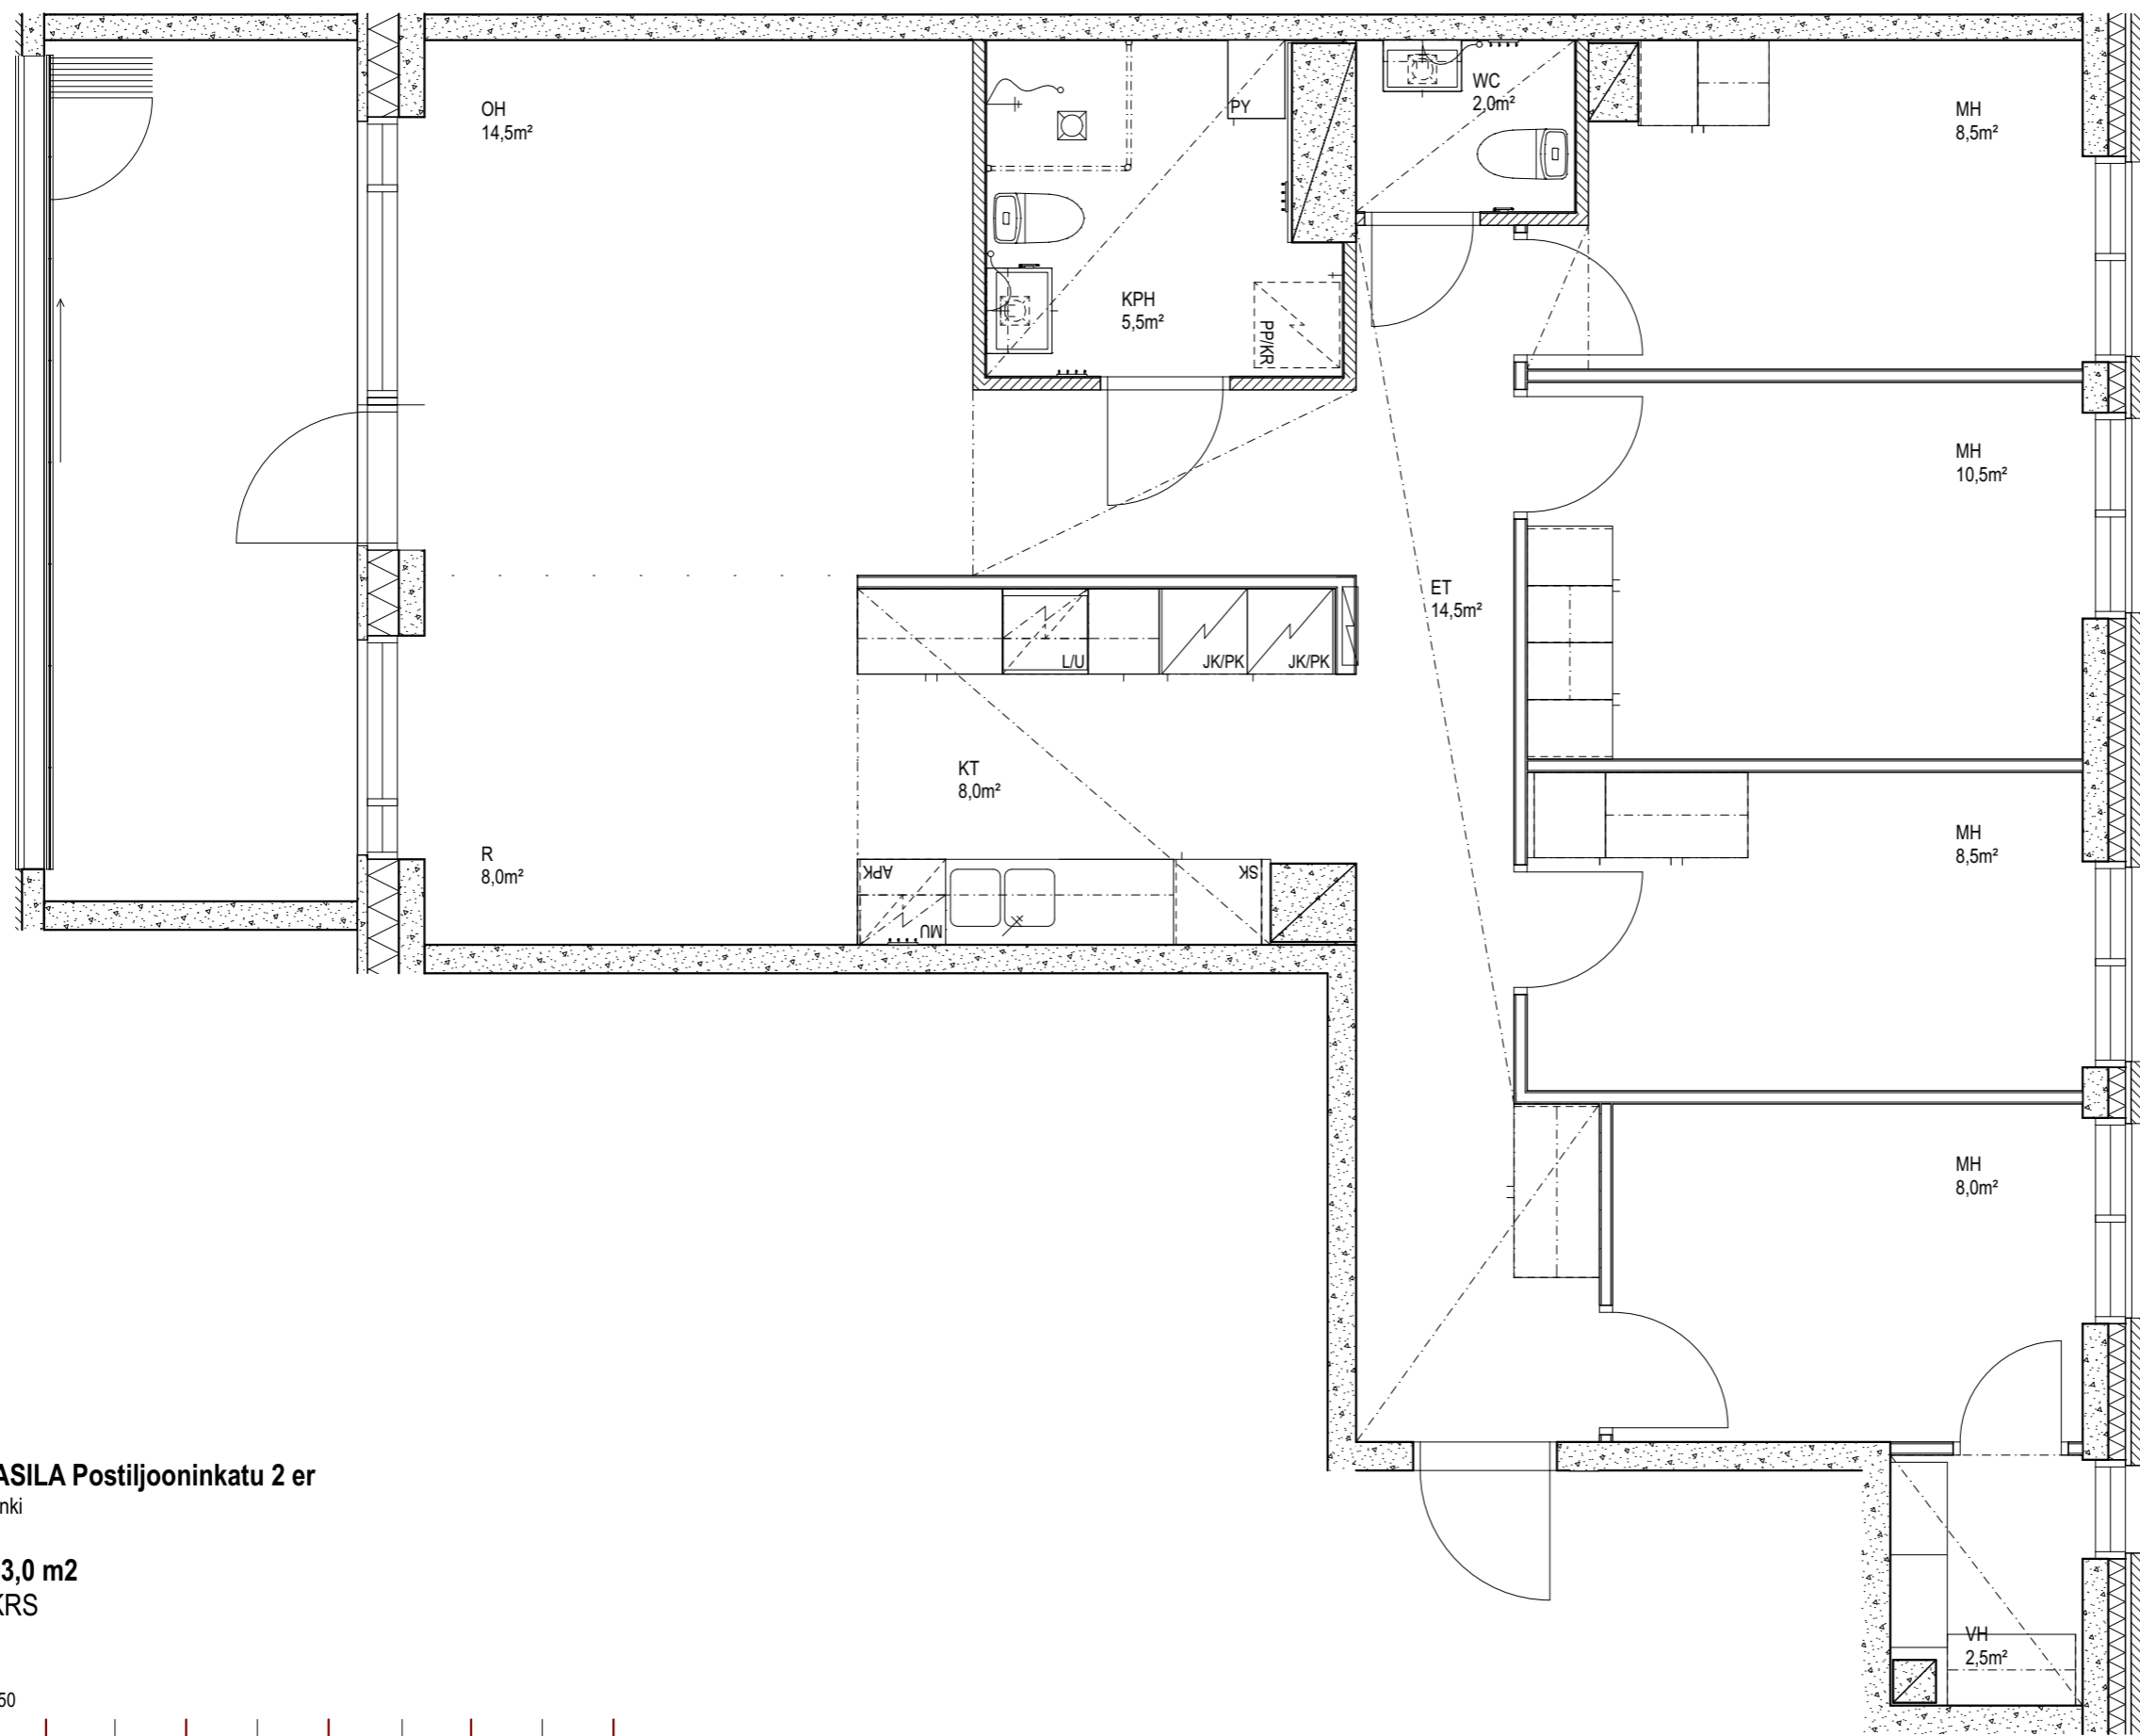 OH
14,5m²
PY
WC
2,0m²
MH
8,5m²
KPH
5,5m²
PP/KR
MH
10,5m²
ET
14,5m²
L/U
JK/PK
JK/PK
KT
8,0m²
R
8,0m²
APK
MU
SK
MH
8,5m²
MH
8,0m²
VH
2,5m²
ASILA Postiljooninkatu 2 er
nki
3,0 m2
KRS
50